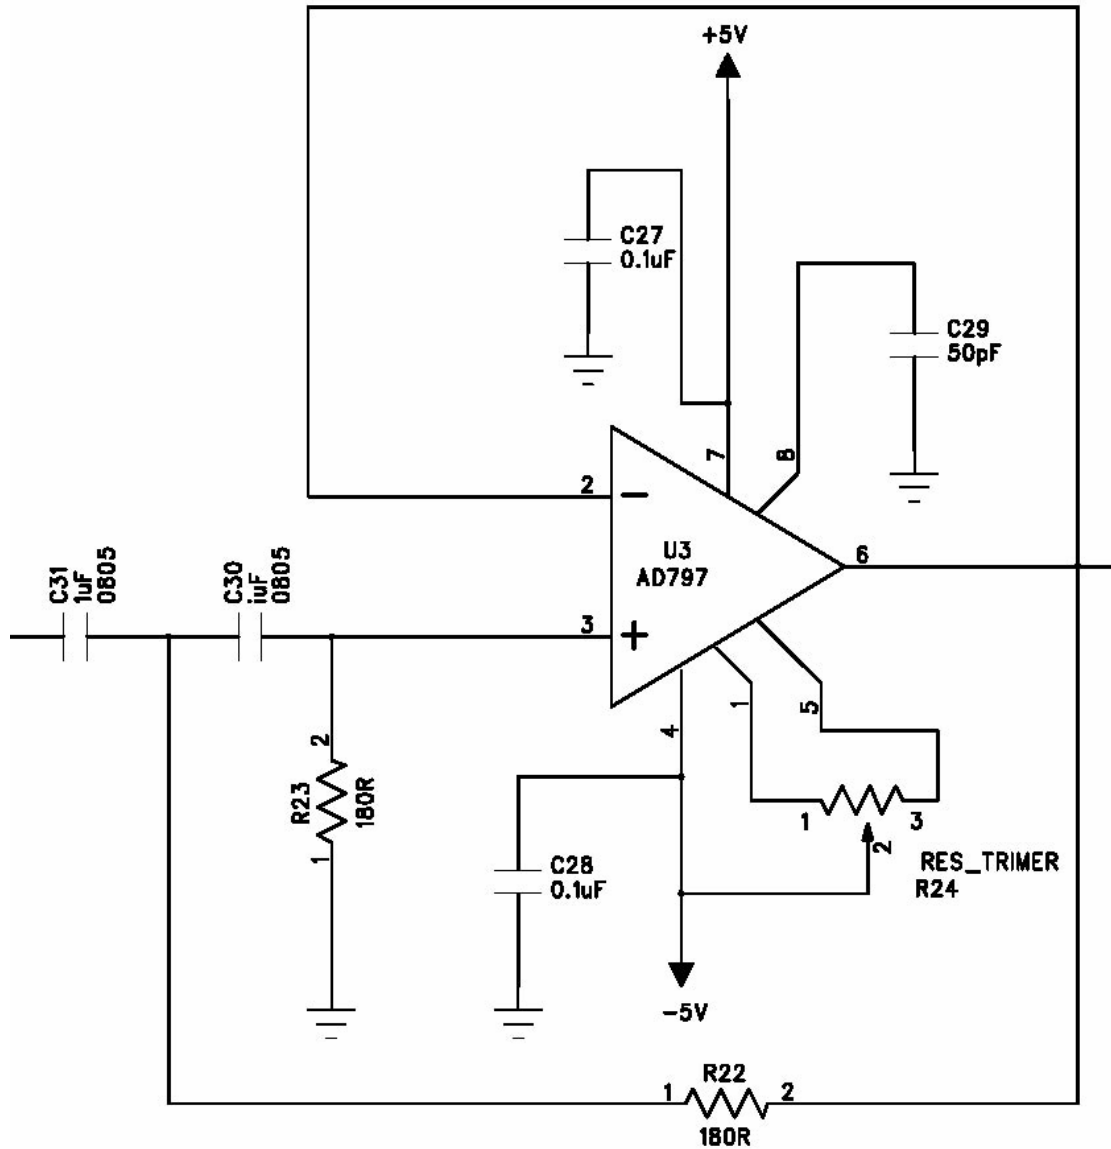 +5V
C27
0.1uF
C29
50pF
7
8
2
−
U3
AD797
6
C31
1uF
0805
C30
.iuF
0805
3
+
4
1
5
2
R23
180R
1
1
3
2
RES_TRIMER
R24
C28
0.1uF
-5V
R22
1
2
180R